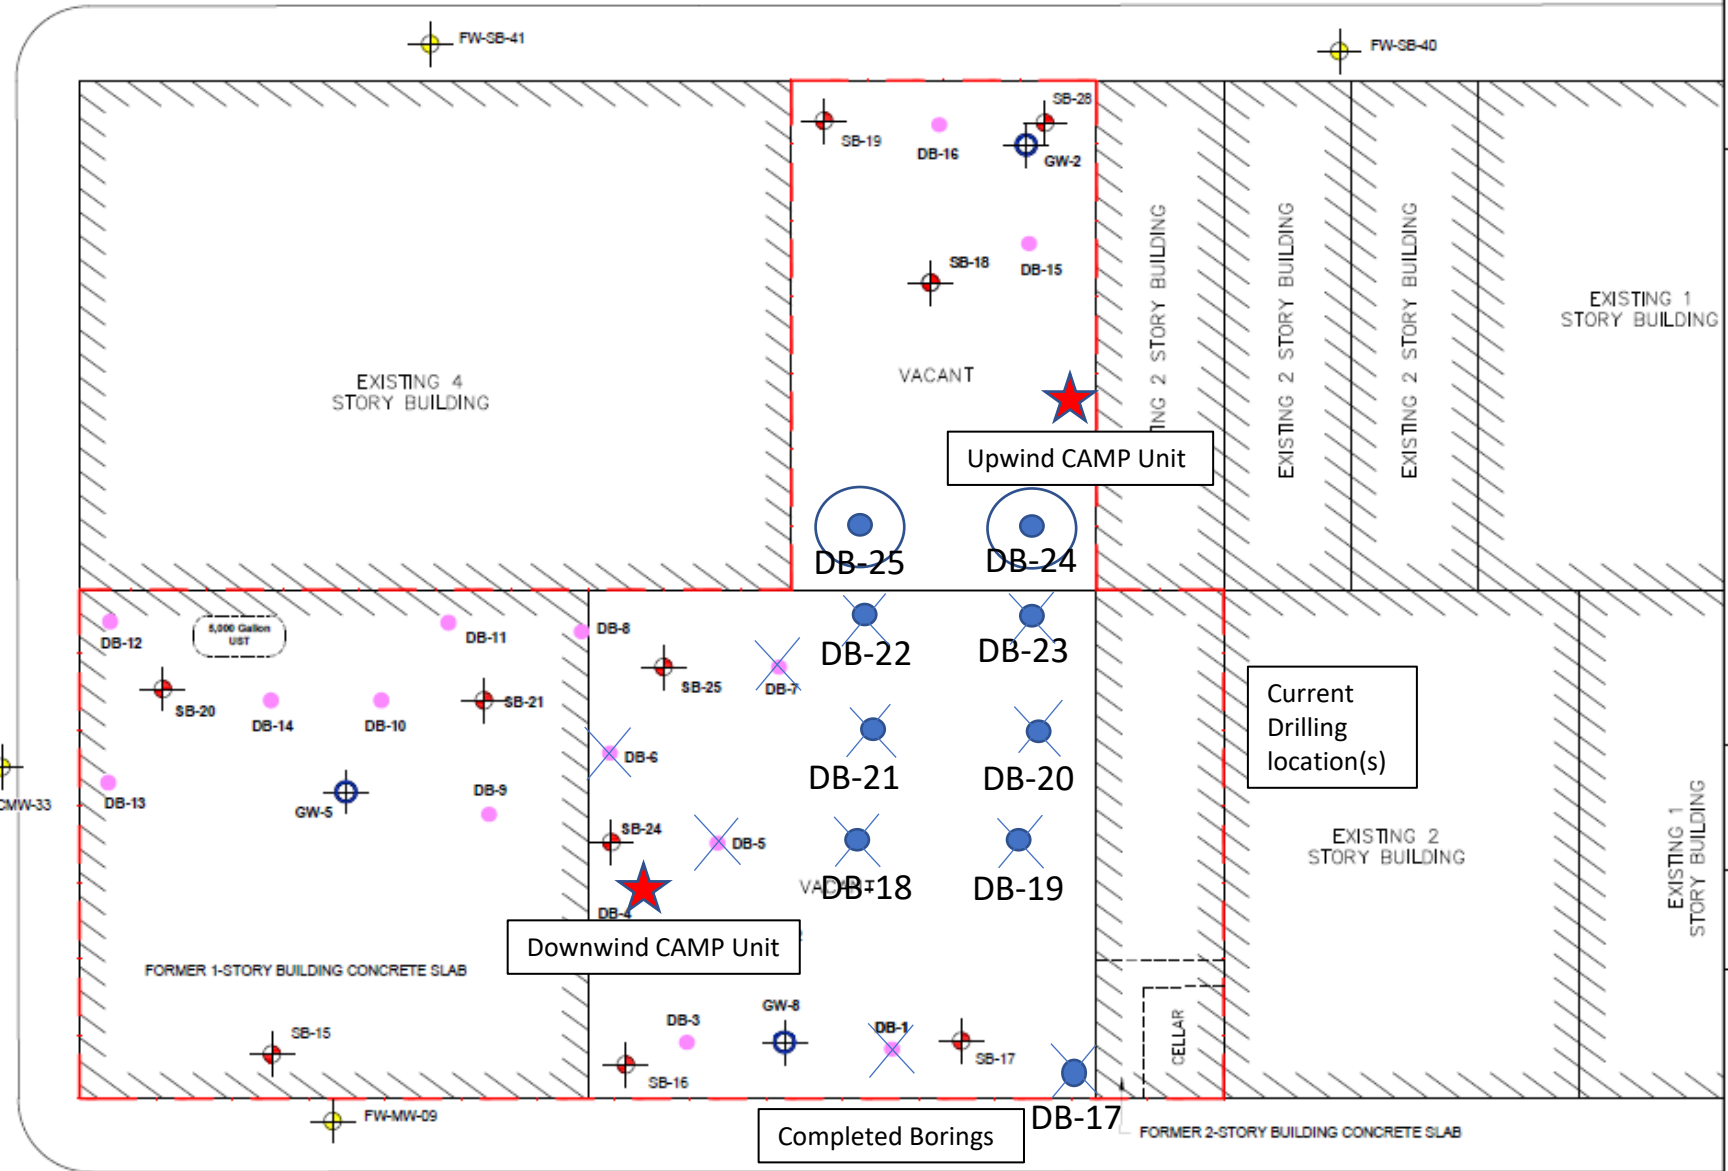 FW-SB-41
FW-SB-40
SB-28
SB-19
DB-16
GW-2
SB-18
DB-15
EXISTING 4
STORY BUILDING
VACANT
ING 2 STORY BUILDING
EXISTING 2 STORY BUILDING
EXISTING 2 STORY BUILDING
EXISTING 1
STORY BUILDING
Upwind CAMP Unit
DB-25
DB-24
DB-12
5,000 Gallon
UST
DB-11
DB-8
SB-20
DB-14
DB-10
SB-21
SB-25
DB-7
DB-22
DB-23
Current
Drilling
location(s)
DB-6
DB-21
DB-20
CMW-33
DB-13
GW-5
DB-9
SB-24
DB-5
VACANT
DB-18
DB-19
EXISTING 2
STORY BUILDING
EXISTING 1
STORY BUILDING
DB-4
Downwind CAMP Unit
FORMER 1-STORY BUILDING CONCRETE SLAB
SB-15
DB-3
GW-8
DB-1
SB-17
SB-16
CELLAR
FW-MW-09
DB-17
Completed Borings
FORMER 2-STORY BUILDING CONCRETE SLAB